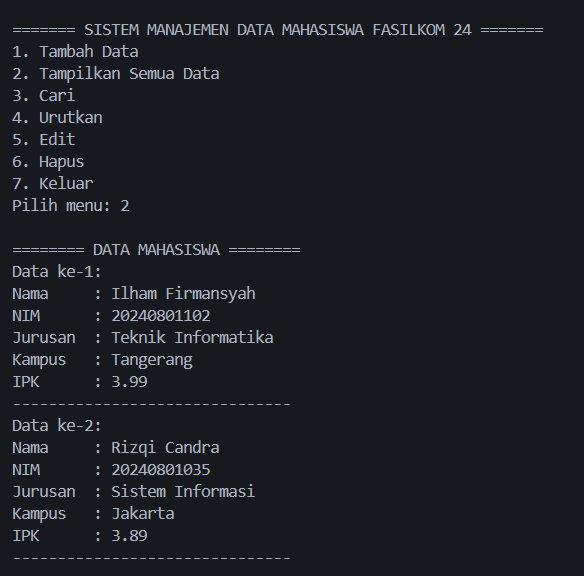 ======= SISTEM MANAJEMEN DATA MAHASISWA FASILKOM 24 =======
1. Tambah Data
2. Tampilkan Semua Data
3. Cari
4. Urutkan
5. Edit
6. Hapus
7. Keluar
Pilih menu: 2
======== DATA MAHASISWA ========
Data ke-1:
Nama     : Ilham Firmansyah
NIM      : 20240801102
Jurusan  : Teknik Informatika
Kampus   : Tangerang
IPK      : 3.99
-------------------------------
Data ke-2:
Nama     : Rizqi Candra
NIM      : 20240801035
Jurusan  : Sistem Informasi
Kampus   : Jakarta
IPK      : 3.89
-------------------------------